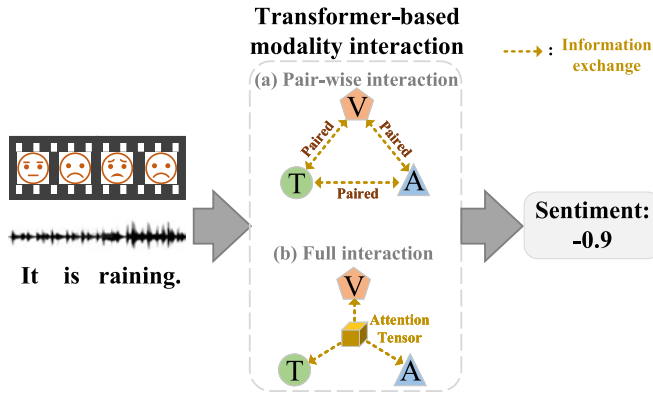 Transformer-based
modality interaction
: Information
exchange
(a) Pair-wise interaction
V
Paired
Paired
T
Paired
A
It is raining.
Sentiment:
-0.9
(b) Full interaction
V
Attention
Tensor
T
A